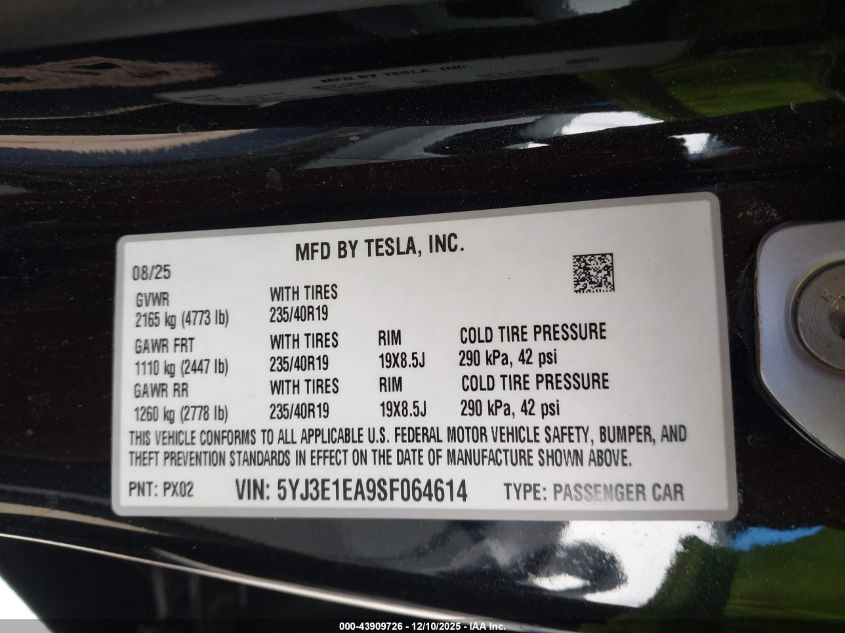 MFD BY TESLA, INC.
MFD BY TESLA, INC.
08/25
GVWR WITH TIRES
2165 kg (4773 lb) 235/40R19
GAWR FRT WITH TIRES RIM COLD TIRE PRESSURE
1110 kg (2447 lb) 235/40R19 19X8.5J 290 kPa, 42 psi
GAWR RR WITH TIRES RIM COLD TIRE PRESSURE
1260 kg (2778 lb) 235/40R19 19X8.5J 290 kPa, 42 psi
THIS VEHICLE CONFORMS TO ALL APPLICABLE U.S. FEDERAL MOTOR VEHICLE SAFETY, BUMPER, AND
THEFT PREVENTION STANDARDS IN EFFECT ON THE DATE OF MANUFACTURE SHOWN ABOVE.
PNT: PX02 VIN: 5YJ3E1EA9SF064614 TYPE: PASSENGER CAR
000-43909726 - 12/10/2025 - IAA Inc.